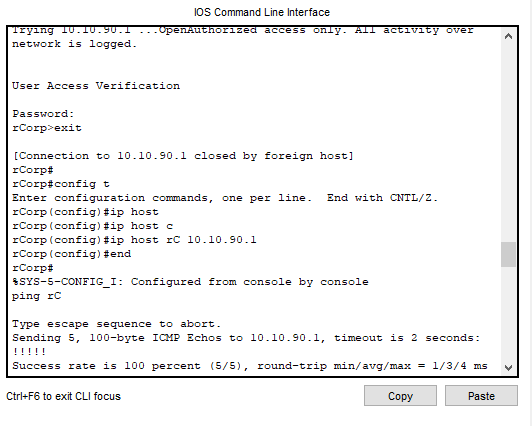 IOS Command Line Interface
Trying 10.10.90.1 ...OpenAuthorized access only. All activity over
network is logged.
User Access Verification
Password:
rCorp>exit
[Connection to 10.10.90.1 closed by foreign host]
rCorp#
rCorp#config t
Enter configuration commands, one per line.  End with CNTL/Z.
rCorp(config)#ip host
rCorp(config)#ip host c
rCorp(config)#ip host rC 10.10.90.1
rCorp(config)#end
rCorp#
%SYS-5-CONFIG_I: Configured from console by console
ping rC
Type escape sequence to abort.
Sending 5, 100-byte ICMP Echos to 10.10.90.1, timeout is 2 seconds:
!!!!!
Success rate is 100 percent (5/5), round-trip min/avg/max = 1/3/4 ms
Ctrl+F6 to exit CLI focus
Copy
Paste